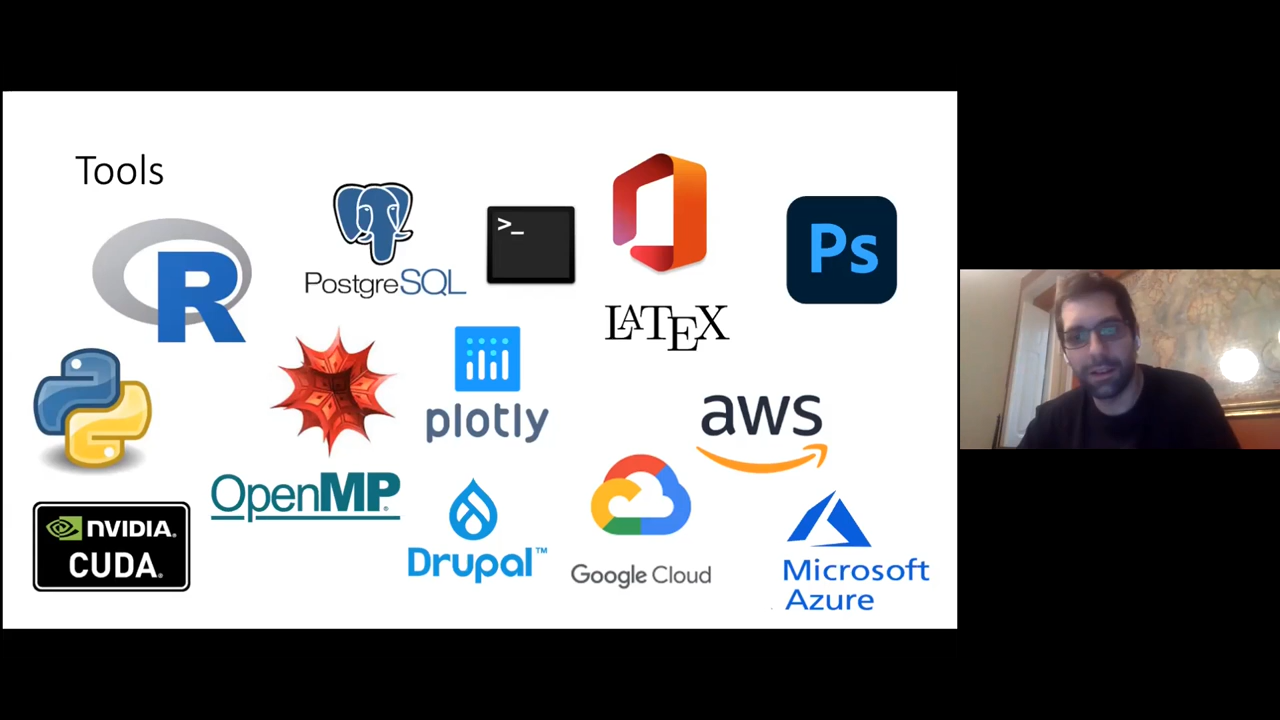 Tools
R
PostgreSQL
>_
LATEX
Ps
plotly
aws
OpenMP®
NVIDIA®
CUDA®
Drupal™
Google Cloud
Microsoft
Azure